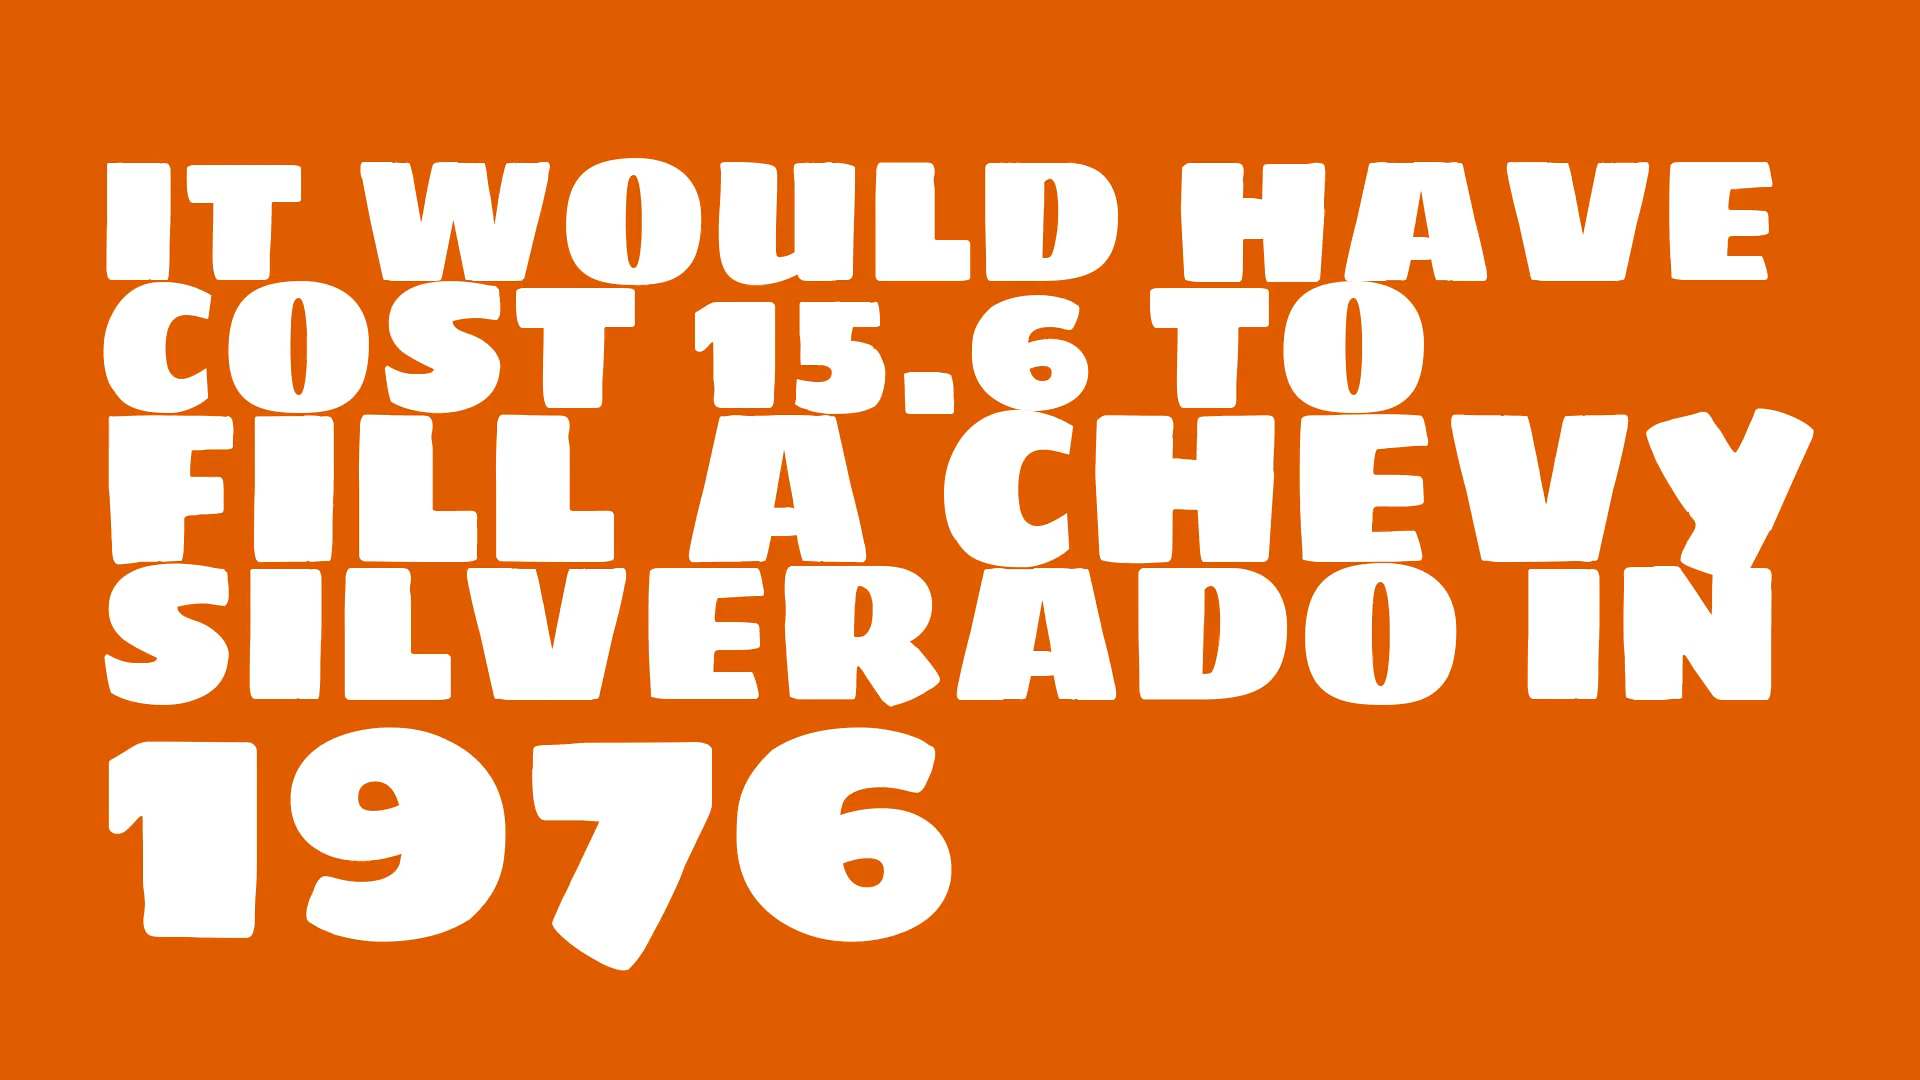 IT WOULD HAVE
COST 15.6 TO
FILL A CHEVY
SILVERADO IN
1976